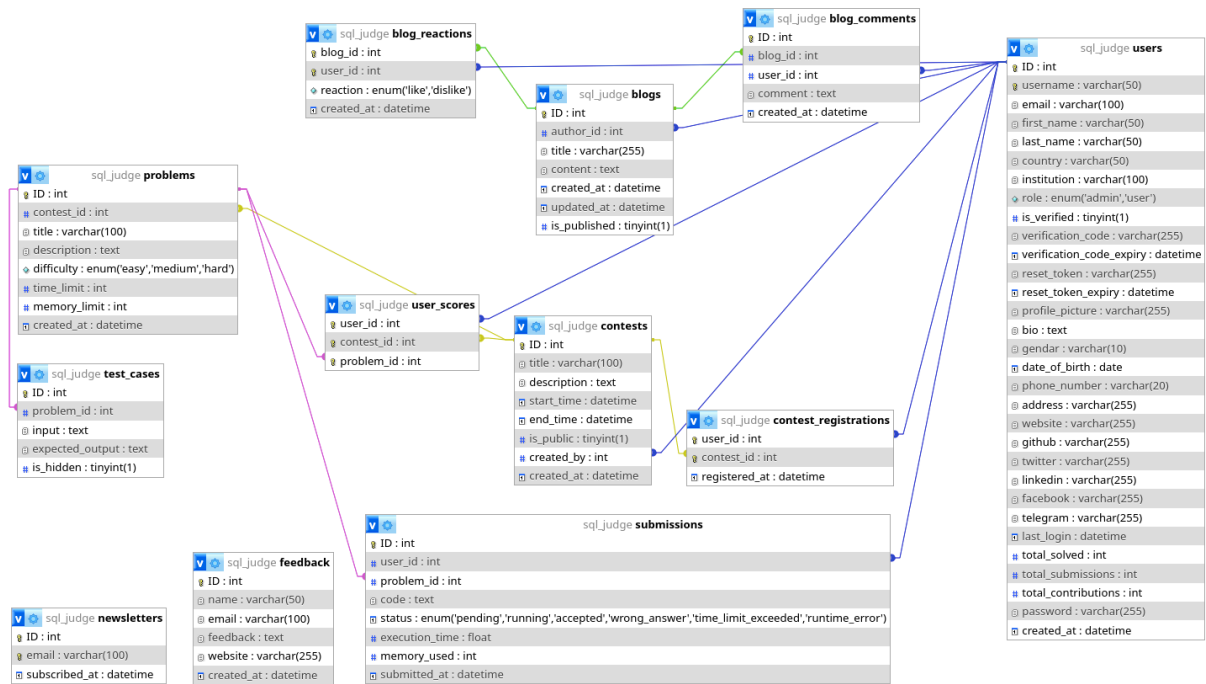 sql_judge blog_reactions
blog_id : int
user_id : int
reaction : enum('like','dislike')
created_at : datetime
sql_judge blog_comments
ID : int
blog_id : int
user_id : int
comment : text
created_at : datetime
sql_judge users
ID : int
username : varchar(50)
email : varchar(100)
first_name : varchar(50)
last_name : varchar(50)
country : varchar(50)
institution : varchar(100)
role : enum('admin','user')
is_verified : tinyint(1)
verification_code : varchar(255)
verification_code_expiry : datetime
reset_token : varchar(255)
reset_token_expiry : datetime
profile_picture : varchar(255)
bio : text
gendar : varchar(10)
date_of_birth : date
phone_number : varchar(20)
address : varchar(255)
website : varchar(255)
github : varchar(255)
twitter : varchar(255)
linkedin : varchar(255)
facebook : varchar(255)
telegram : varchar(255)
last_login : datetime
total_solved : int
total_submissions : int
total_contributions : int
password : varchar(255)
created_at : datetime
sql_judge blogs
ID : int
author_id : int
title : varchar(255)
content : text
created_at : datetime
updated_at : datetime
is_published : tinyint(1)
sql_judge problems
ID : int
contest_id : int
title : varchar(100)
description : text
difficulty : enum('easy','medium','hard')
time_limit : int
memory_limit : int
created_at : datetime
sql_judge user_scores
user_id : int
contest_id : int
problem_id : int
sql_judge contests
ID : int
title : varchar(100)
description : text
start_time : datetime
end_time : datetime
is_public : tinyint(1)
created_by : int
created_at : datetime
sql_judge test_cases
ID : int
problem_id : int
input : text
expected_output : text
is_hidden : tinyint(1)
sql_judge contest_registrations
user_id : int
contest_id : int
registered_at : datetime
sql_judge submissions
ID : int
user_id : int
problem_id : int
code : text
status : enum('pending','running','accepted','wrong_answer','time_limit_exceeded','runtime_error')
execution_time : float
memory_used : int
submitted_at : datetime
sql_judge feedback
ID : int
name : varchar(50)
email : varchar(100)
feedback : text
website : varchar(255)
created_at : datetime
sql_judge newsletters
ID : int
email : varchar(100)
subscribed_at : datetime